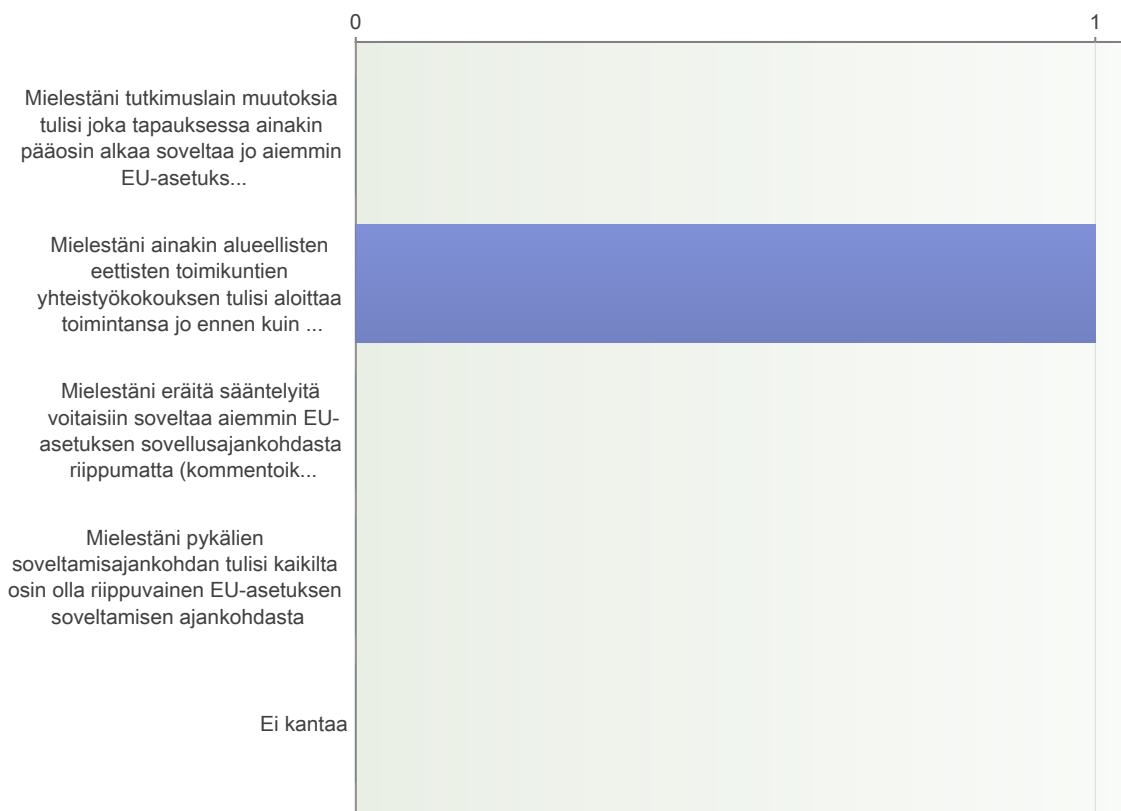 0 1
Mielestäni tutkimuslain muutoksia
tulisi joka tapauksessa ainakin
pääosin alkaa soveltaa jo aiemmin
EU-asetuks...
Mielestäni ainakin alueellisten
eettisten toimikuntien
yhteistyökokouksen tulisi aloittaa
toimintansa jo ennen kuin ...
Mielestäni eräitä sääntelyitä
voitaisiin soveltaa aiemmin EU-
asetuksen sovellusajankohdasta
riippumatta (kommentoik...
Mielestäni pykälien
soveltamisajankohdan tulisi kaikilta
osin olla riippuvainen EU-asetuksen
soveltamisen ajankohdasta
Ei kantaa